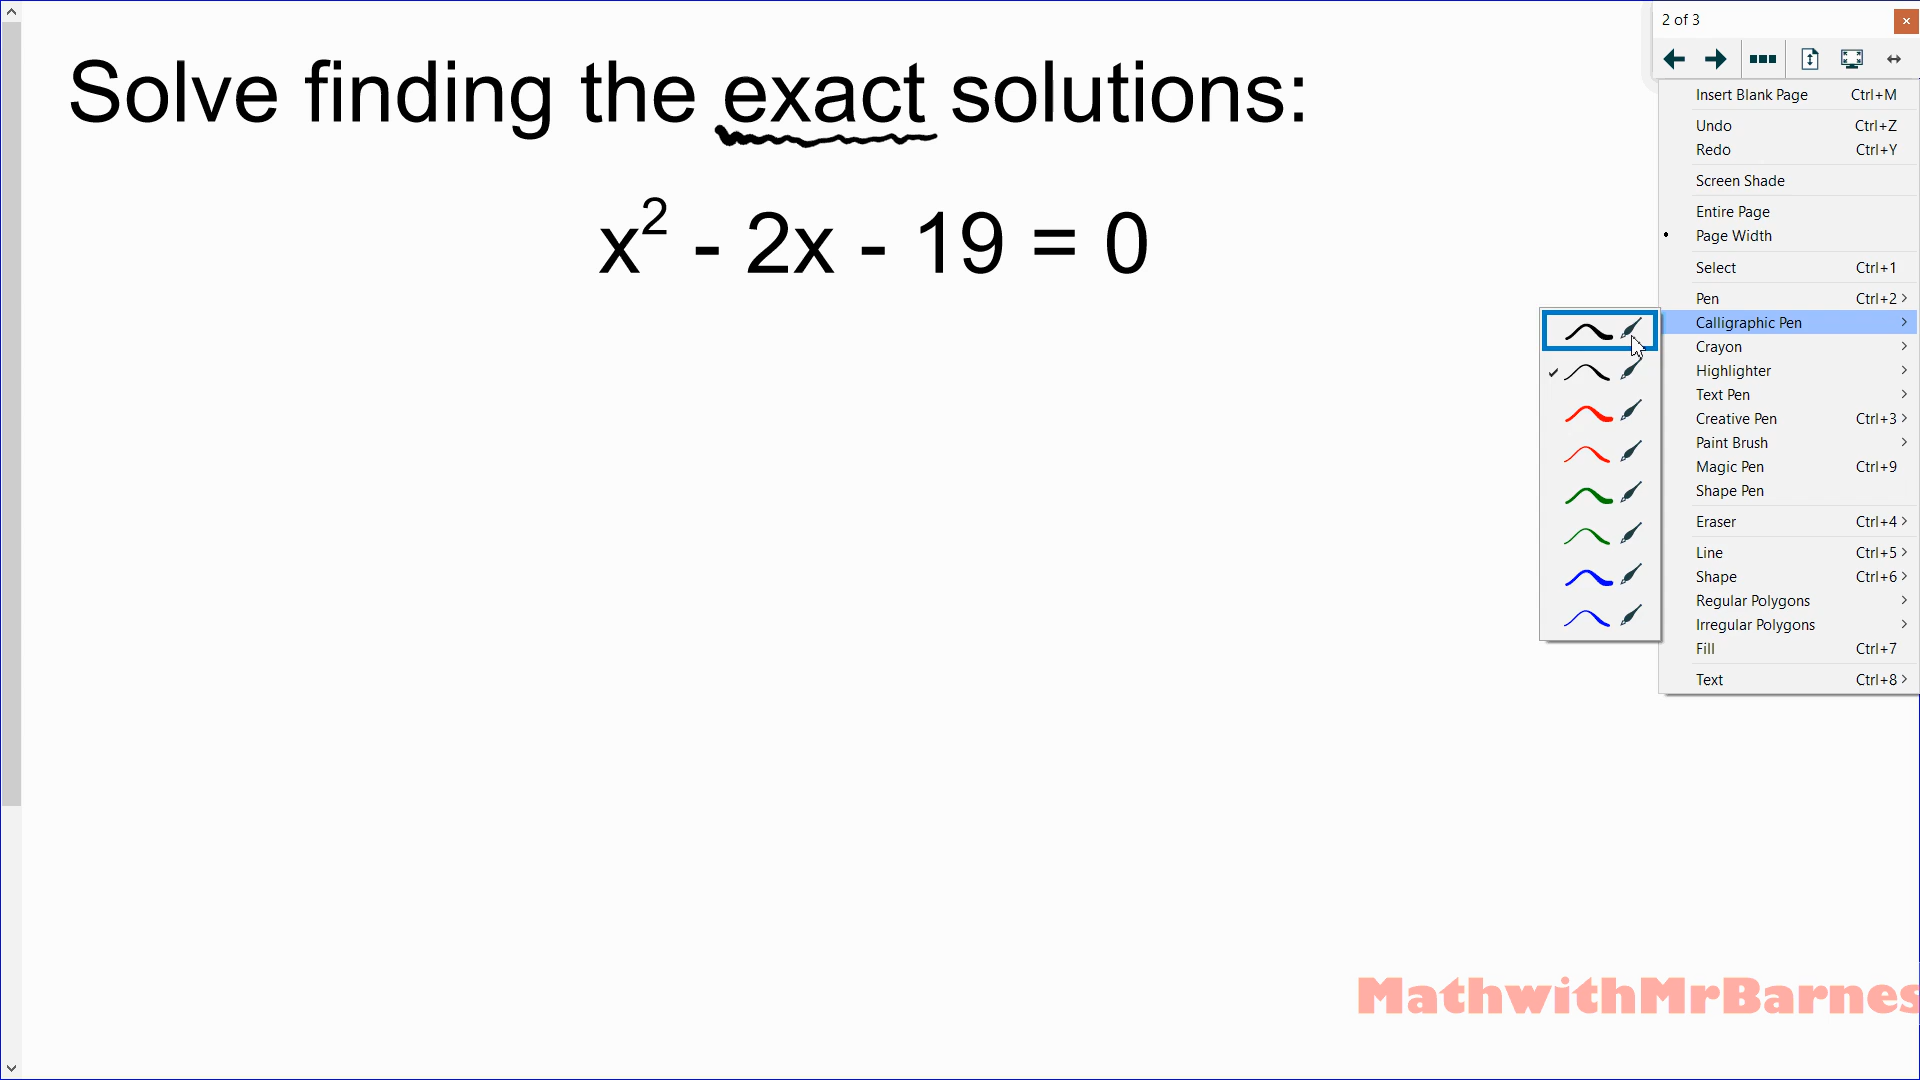 Solve finding the exact solutions:
x² - 2x - 19 = 0
2 of 3
Insert Blank Page Ctrl+M
Undo Ctrl+Z
Redo Ctrl+Y
Screen Shade
Entire Page
Page Width
Select Ctrl+1
Pen Ctrl+2
Calligraphic Pen
Crayon
Highlighter
Text Pen
Creative Pen Ctrl+3
Paint Brush
Magic Pen Ctrl+9
Shape Pen
Eraser Ctrl+4
Line Ctrl+5
Shape Ctrl+6
Regular Polygons
Irregular Polygons
Fill Ctrl+7
Text Ctrl+8
MathwithMrBarnes